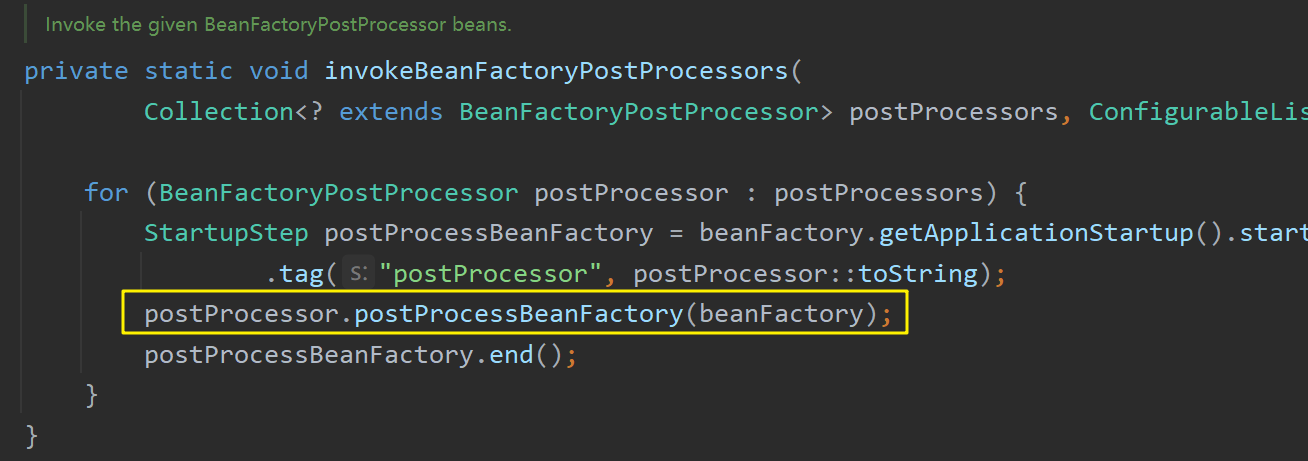 Invoke the given BeanFactoryPostProcessor beans.
private static void invokeBeanFactoryPostProcessors(
Collection<? extends BeanFactoryPostProcessor> postProcessors, ConfigurableLis
for (BeanFactoryPostProcessor postProcessor : postProcessors) {
StartupStep postProcessBeanFactory = beanFactory.getApplicationStartup().start
.tag( s: "postProcessor", postProcessor::toString);
postProcessor.postProcessBeanFactory(beanFactory);
postProcessBeanFactory.end();
}
}